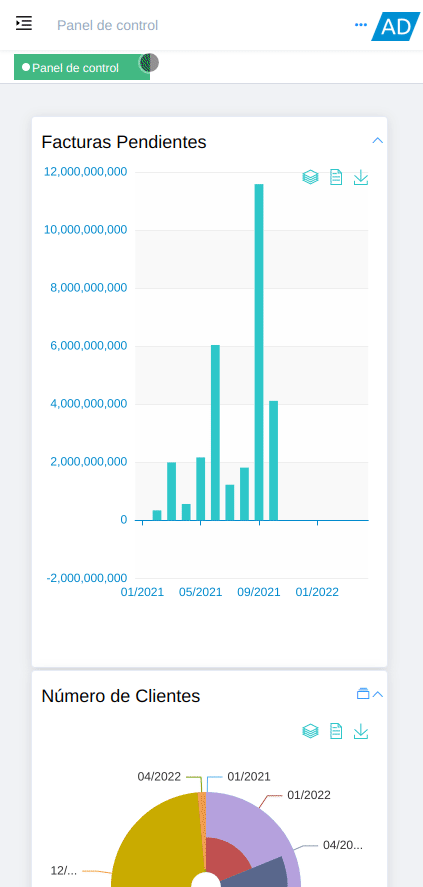 Panel de control
AD
Panel de control
Facturas Pendientes
12,000,000,000
10,000,000,000
8,000,000,000
6,000,000,000
4,000,000,000
2,000,000,000
0
-2,000,000,000
01/2021 05/2021 09/2021 01/2022
Número de Clientes
04/2022 01/2021
01/2022
04/20...
12/...